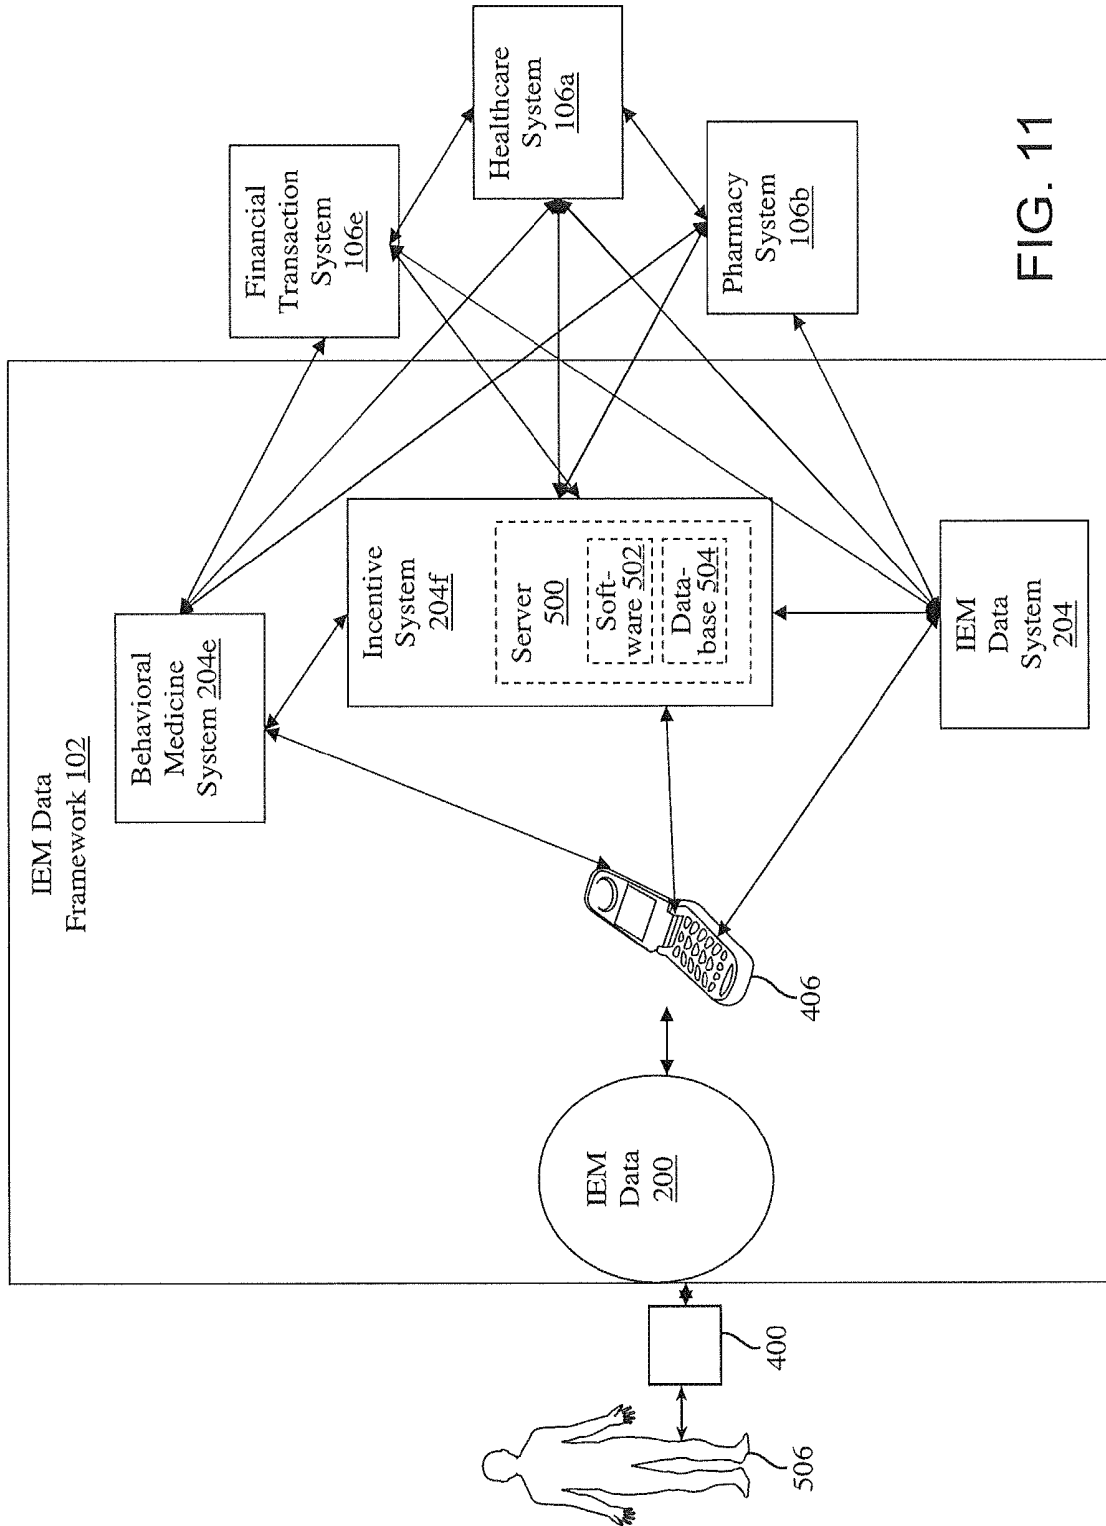 IEM Data
Framework 102
Behavioral
Medicine
System 204e
Financial
Transaction
System
106e
Healthcare
System
106a
Pharmacy
System
106b
Incentive
System
204f
Server
500
Soft-
ware 502
Data-
base 504
IEM
Data
System
204
IEM
Data
200
406
400
506
FIG. 11